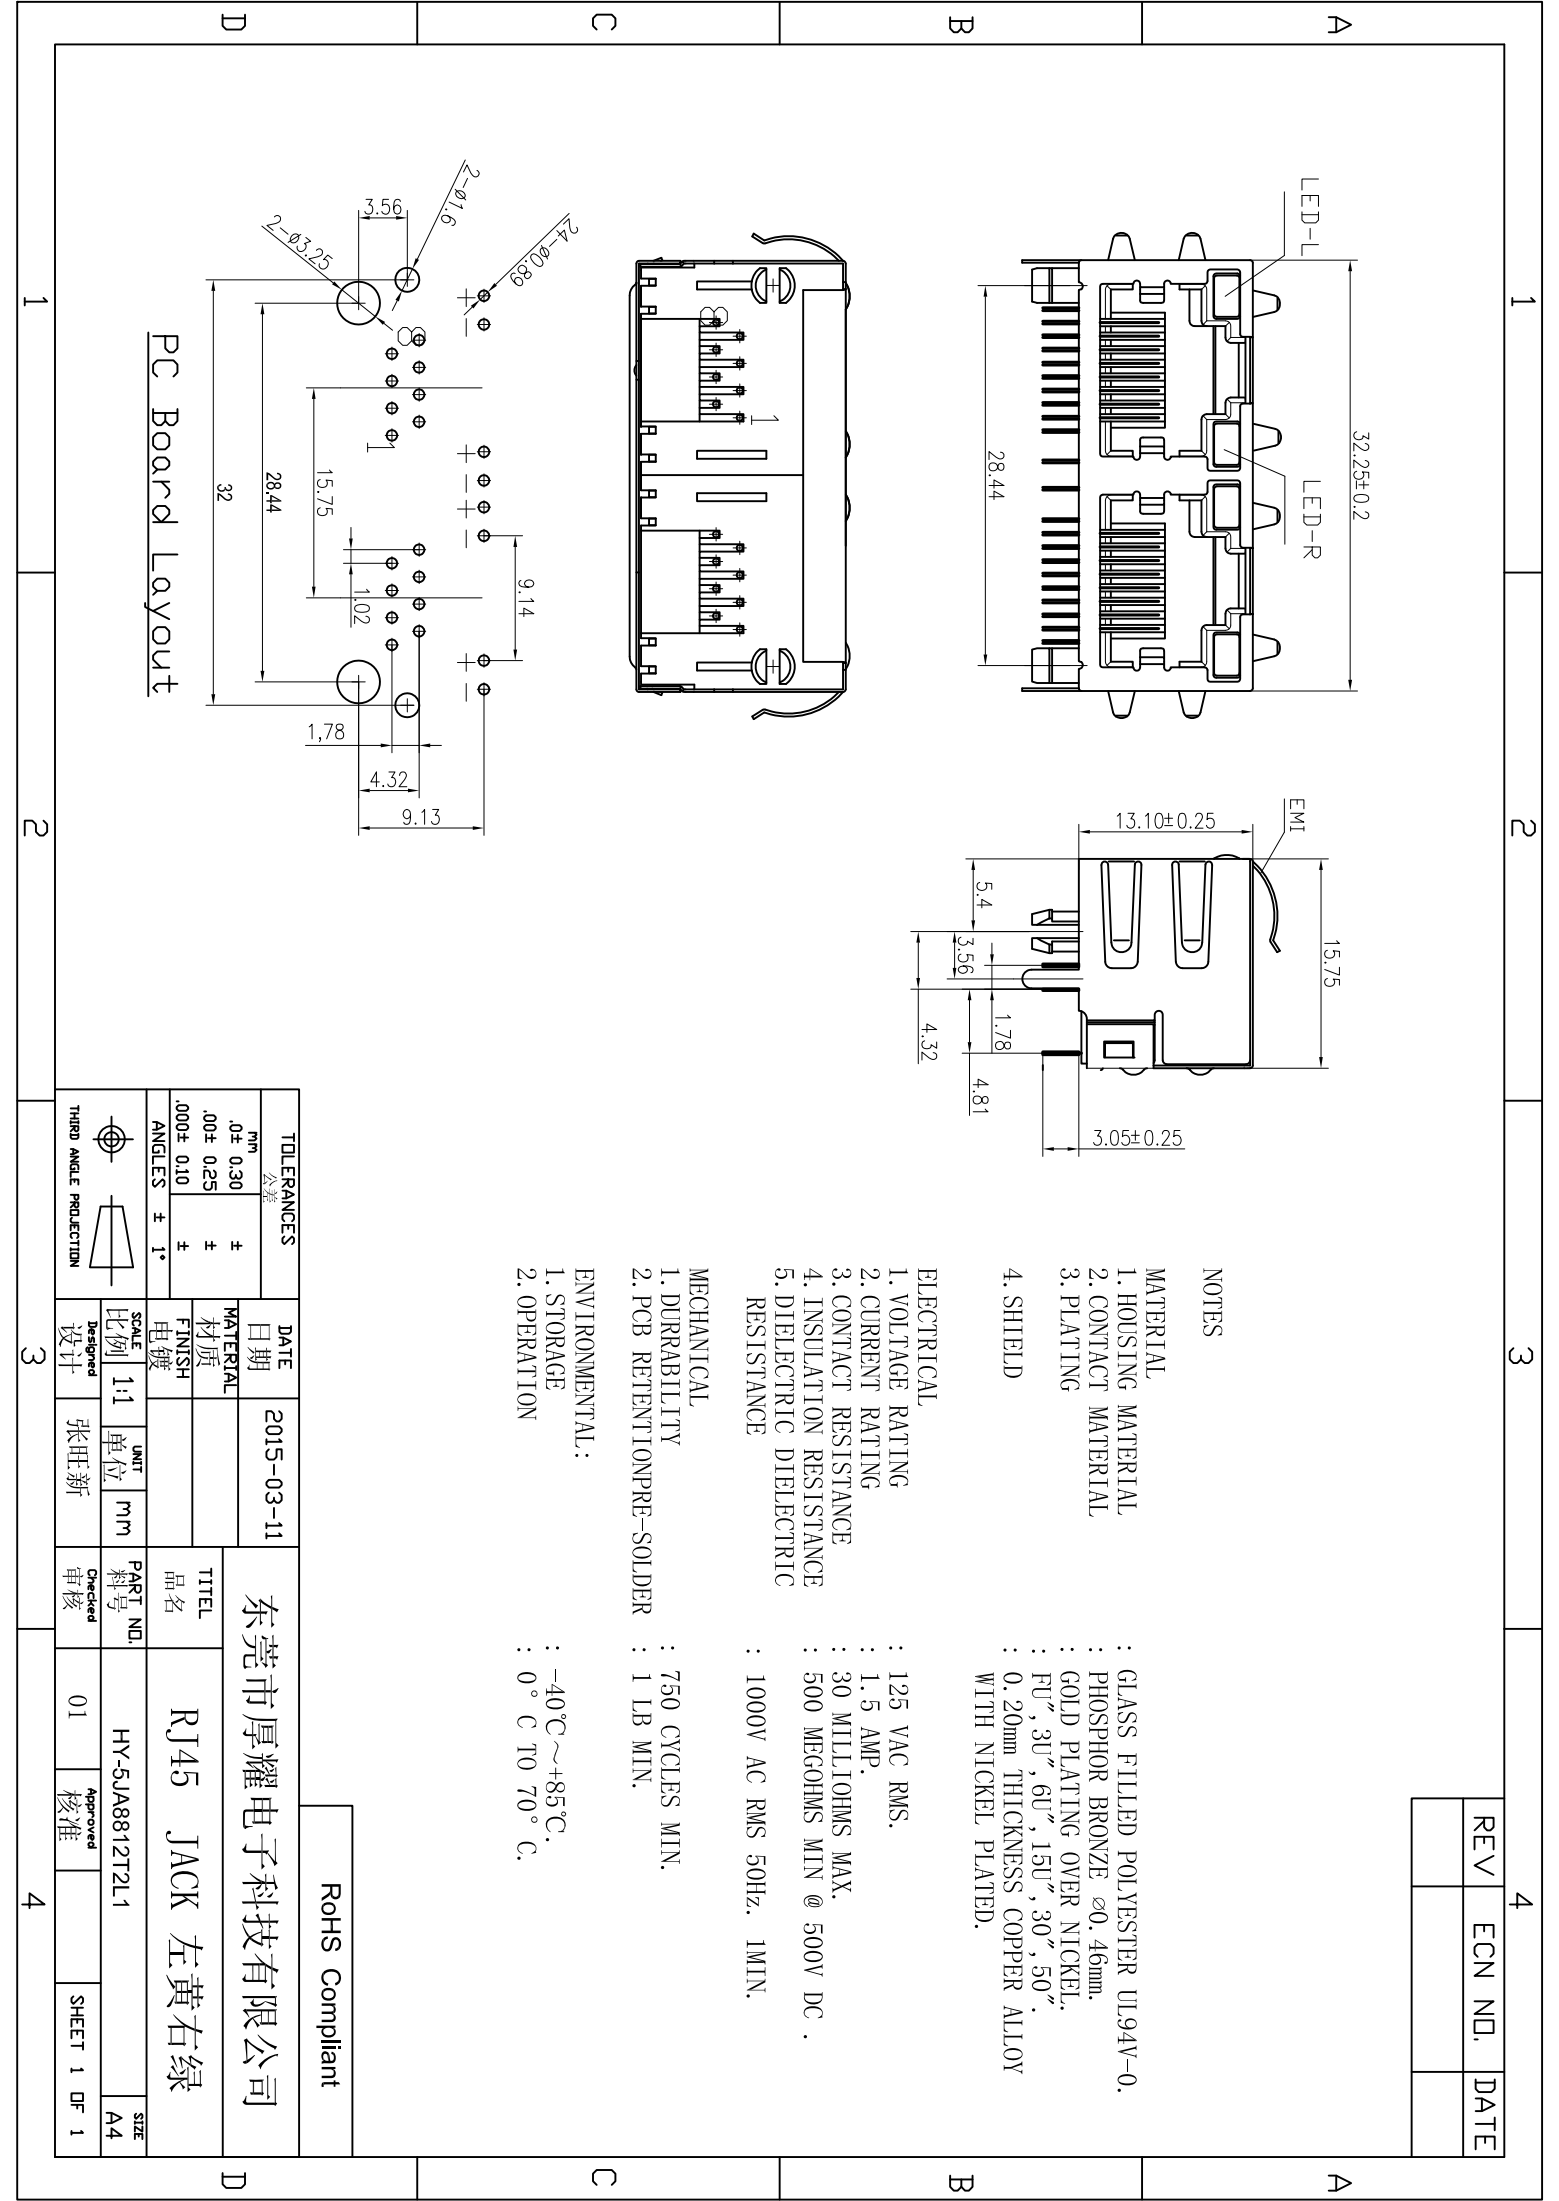 1
2
3
4
A
B
C
D
A
B
C
D
1
2
3
4
REV ECN NO. DATE
LED-L
LED-R
32.25±0.2
28.44
EMI
13.10±0.25
15.75
5.4
3.56
1.78
4.32
4.81
3.05±0.25
8
1
2-ø1.6
24-ø0.89
3.56
2-ø3.25
8
1
+ - + - + - + -
9.14
1.02
15.75
28.44
32
1,78
4.32
9.13
PC Board Layout
NOTES
MATERIAL
1.HOUSING MATERIAL : GLASS FILLED POLYESTER UL94V-0.
2.CONTACT MATERIAL : PHOSPHOR BRONZE ⌀0.46mm.
3.PLATING : GOLD PLATING OVER NICKEL.
: FU",3U",6U",15U",30",50".
4.SHIELD : 0.20mm THICKNESS COPPER ALLOY
WITH NICKEL PLATED.
ELECTRICAL
1.VOLTAGE RATING : 125 VAC RMS.
2.CURRENT RATING : 1.5 AMP.
3.CONTACT RESISTANCE : 30 MILLIOHMS MAX.
4.INSULATION RESISTANCE : 500 MEGOHMS MIN @ 500V DC .
5.DIELECTRIC DIELECTRIC
RESISTANCE : 1000V AC RMS 50Hz. 1MIN.
MECHANICAL
1.DURRABILITY : 750 CYCLES MIN.
2.PCB RETENTIONPRE-SOLDER : 1 LB MIN.
ENVIRONMENTAL:
1.STORAGE : -40℃～+85℃.
2.OPERATION : 0° C TO 70° C.
RoHS Compliant
TOLERANCES
公差
mm
.0± 0.30 ±
.00± 0.25 ±
.000± 0.10 ±
ANGLES ± 1°
THIRD ANGLE PROJECTION
DATE
日期
2015-03-11
MATERIAL
材质
FINISH
电镀
SCALE
比例
1:1
UNIT
单位
mm
Designed
设计
张旺新
东莞市厚耀电子科技有限公司
TITEL
品名
RJ45 JACK 左黄右绿
PART NO.
料号
HY-5JA8812T2L1
SIZE
A4
Checked
审核
01
Approved
核准
SHEET 1 OF 1